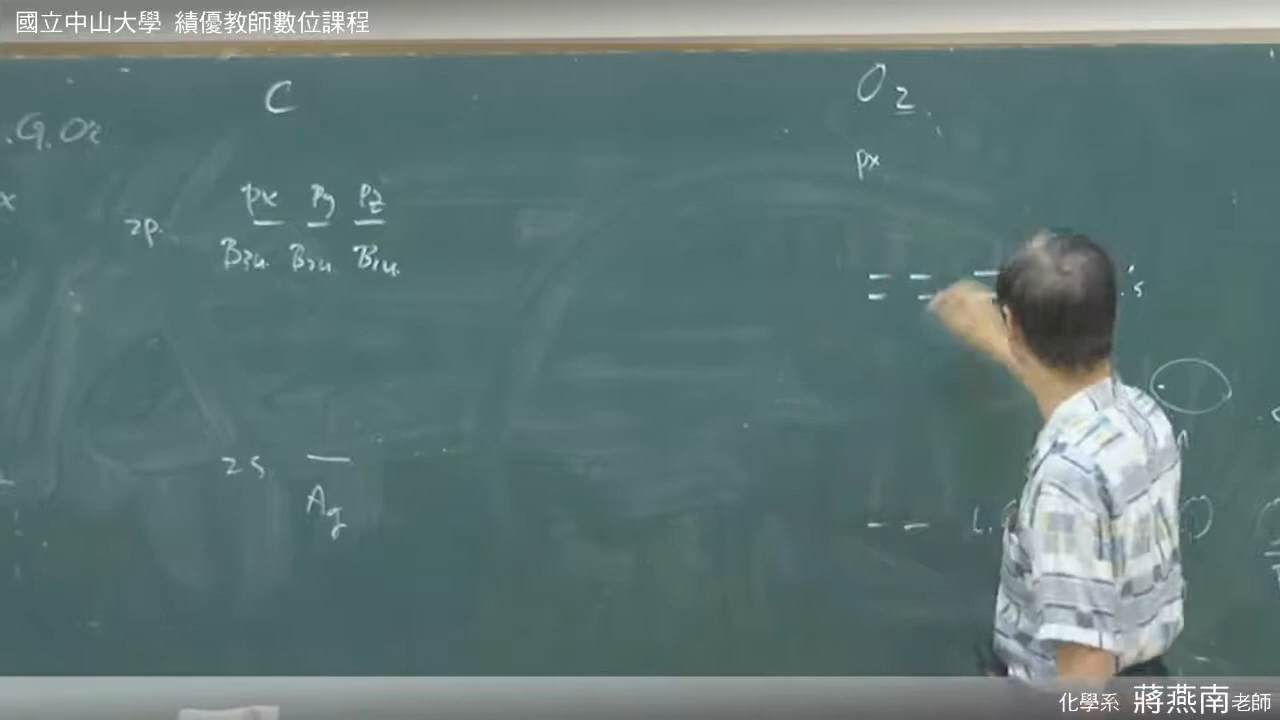 國立中山大學 績優教師數位課程
C
O₂
.G.Or
px
px py pz
2p.
B3u. B2u. B1u.
2s
Ag
化學系 蔣燕南老師